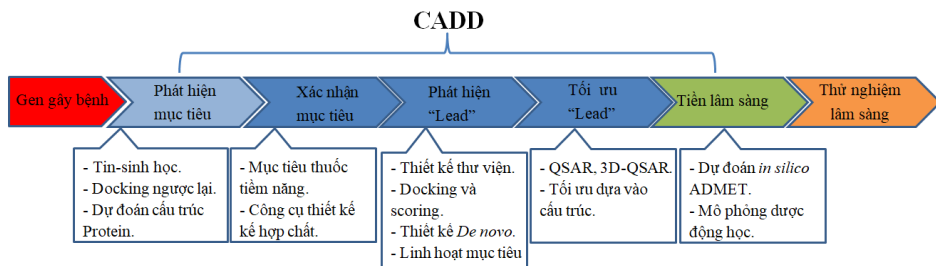 CADD
Gen gây bệnh
Phát hiện
mục tiêu
Xác nhận
mục tiêu
Phát hiện
“Lead”
Tối ưu
“Lead”
Tiền lâm sàng
Thử nghiệm
lâm sàng
- Tin-sinh học.
- Docking ngược lại.
- Dự đoán cấu trúc
Protein.
- Mục tiêu thuốc
tiềm năng.
- Công cụ thiết kế
kế hợp chất.
- Thiết kế thư viện.
- Docking và
scoring.
- Thiết kế De novo.
- Linh hoạt mục tiêu
- QSAR, 3D-QSAR.
- Tối ưu dựa vào
cấu trúc.
- Dự đoán in silico
ADMET.
- Mô phỏng dược
động học.